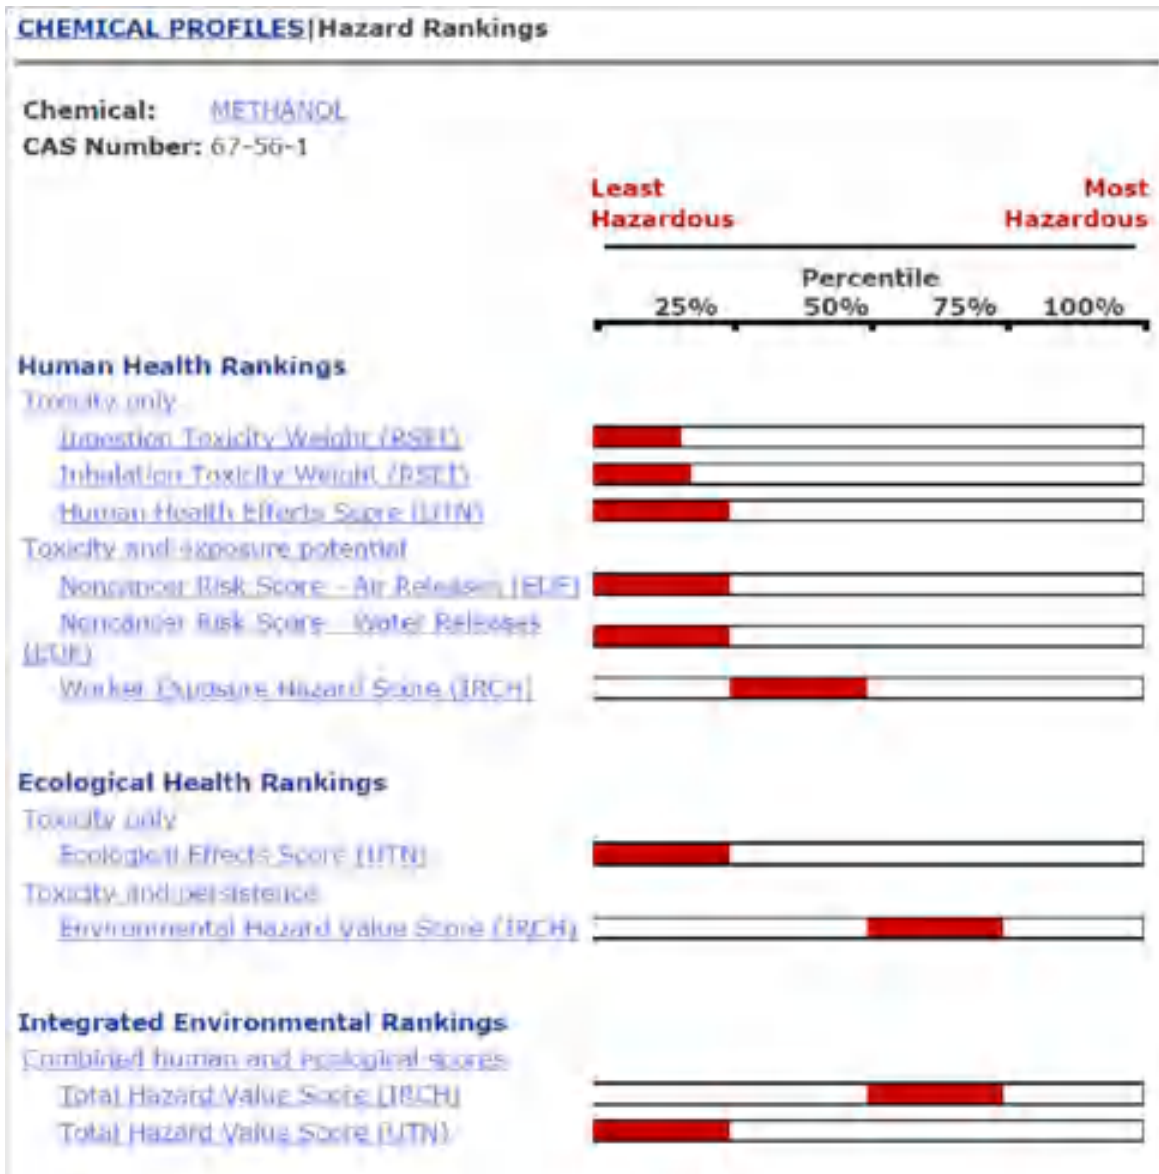 CHEMICAL PROFILES|Hazard Rankings
Chemical: METHANOL
CAS Number: 67-56-1
Least Most
Hazardous Hazardous
Percentile
25% 50% 75% 100%
Human Health Rankings
Toxicity only
Ingestion Toxicity Weight (RSEI)
Inhalation Toxicity Weight (RSEI)
Human Health Effects Score (UTN)
Toxicity and exposure potential
Noncancer Risk Score - Air Releases (EDF)
Noncancer Risk Score - Water Releases
(EDF)
Worker Exposure Hazard Score (IRCH)
Ecological Health Rankings
Toxicity only
Ecological Effects Score (UTN)
Toxicity and persistence
Environmental Hazard Value Score (IRCH)
Integrated Environmental Rankings
Combined human and ecological scores
Total Hazard Value Score (IRCH)
Total Hazard Value Score (UTN)